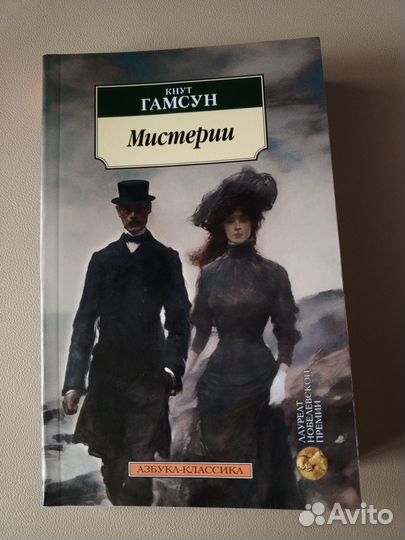 КНУТ
ГАМСУН
Мистерии
ЛАУРЕАТ
НОБЕЛЕВСКОЙ
ПРЕМИИ
АЗБУКА-КЛАССИКА
Avito